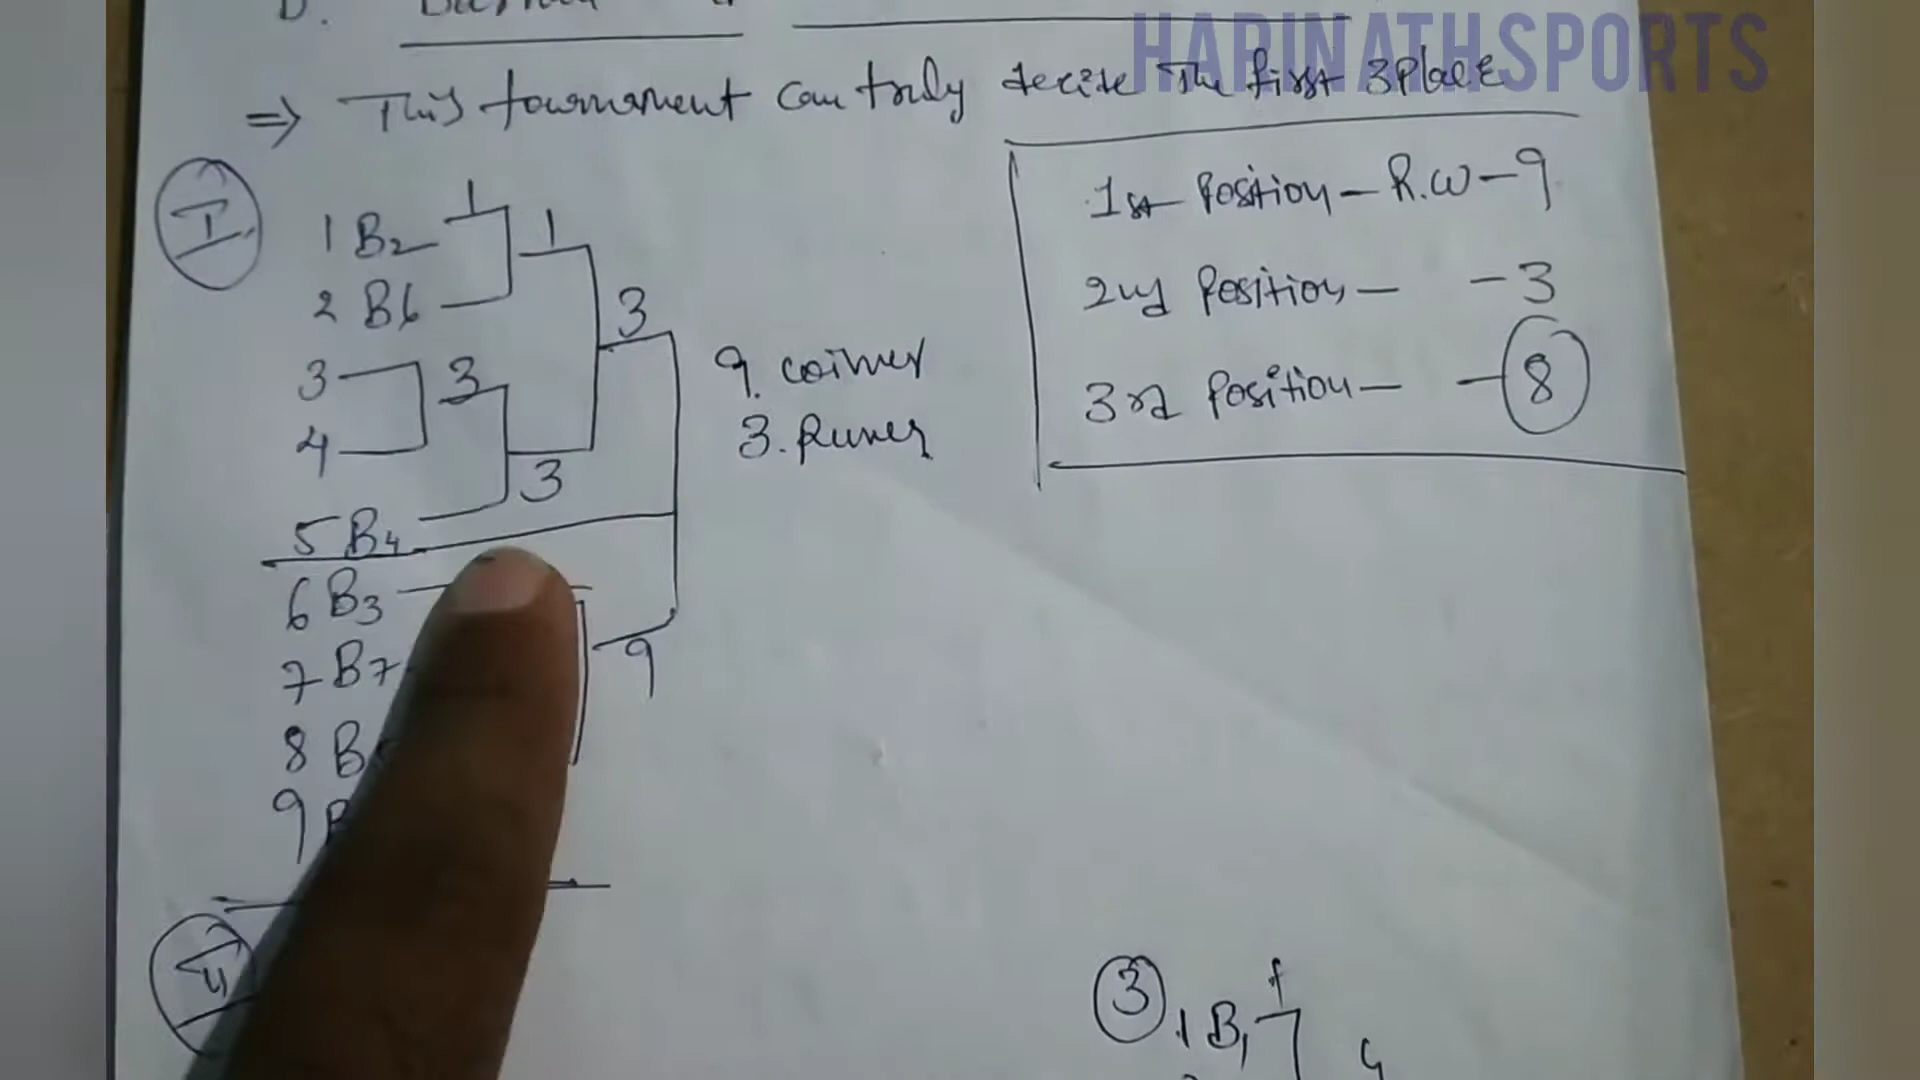 HARINATHSPORTS
D.
⇒ This tournament can truly decide The first 3 Place
I
1 B2
1
1
2 B6
3
3
3
4
3
5 B4
6 B3
7 B7
9
8 B
9 B
9. winner
3. Runer
1st Position — R.W — 9
2nd Position — — 3
3rd Position — — 8
II
3
1 B1